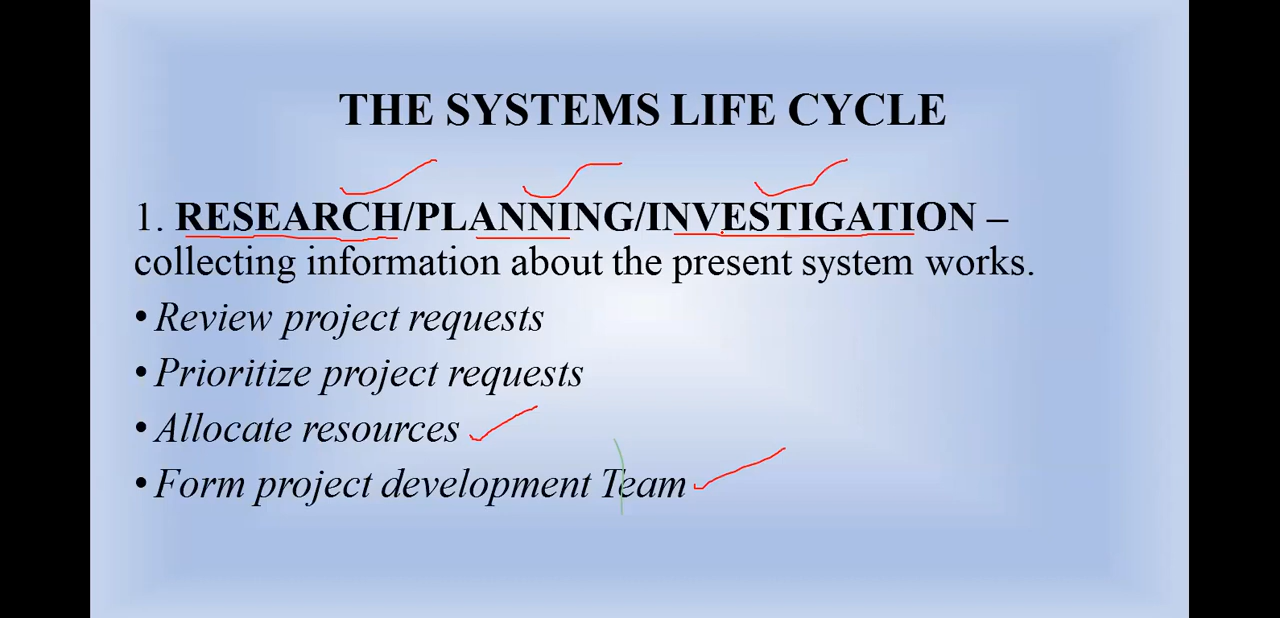 THE SYSTEMS LIFE CYCLE
1. RESEARCH/PLANNING/INVESTIGATION –
collecting information about the present system works.
• Review project requests
• Prioritize project requests
• Allocate resources
• Form project development Team